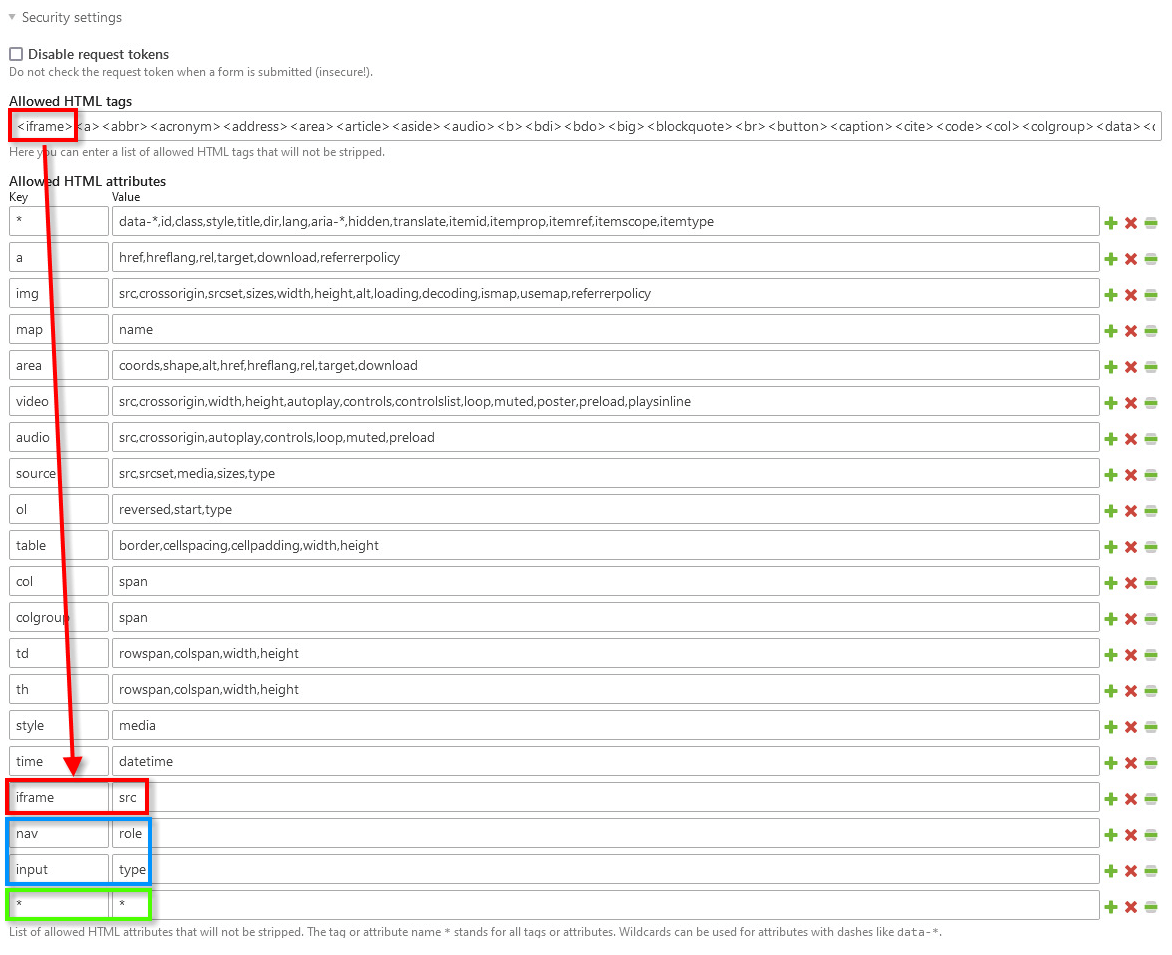 Security settings
Disable request tokens
Do not check the request token when a form is submitted (insecure!).
Allowed HTML tags
<iframe><a><abbr><acronym><address><area><article><aside><audio><b><bdi><bdo><big><blockquote><br><button><caption><cite><code><col><colgroup><data><c
Here you can enter a list of allowed HTML tags that will not be stripped.
Allowed HTML attributes
Key Value
* data-*,id,class,style,title,dir,lang,aria-*,hidden,translate,itemid,itemprop,itemref,itemscope,itemtype
a href,hreflang,rel,target,download,referrerpolicy
img src,crossorigin,srcset,sizes,width,height,alt,loading,decoding,ismap,usemap,referrerpolicy
map name
area coords,shape,alt,href,hreflang,rel,target,download
video src,crossorigin,width,height,autoplay,controls,controlslist,loop,muted,poster,preload,playsinline
audio src,crossorigin,autoplay,controls,loop,muted,preload
source src,srcset,media,sizes,type
ol reversed,start,type
table border,cellspacing,cellpadding,width,height
col span
colgroup span
td rowspan,colspan,width,height
th rowspan,colspan,width,height
style media
time datetime
iframe src
nav role
input type
* *
List of allowed HTML attributes that will not be stripped. The tag or attribute name * stands for all tags or attributes. Wildcards can be used for attributes with dashes like data-*.